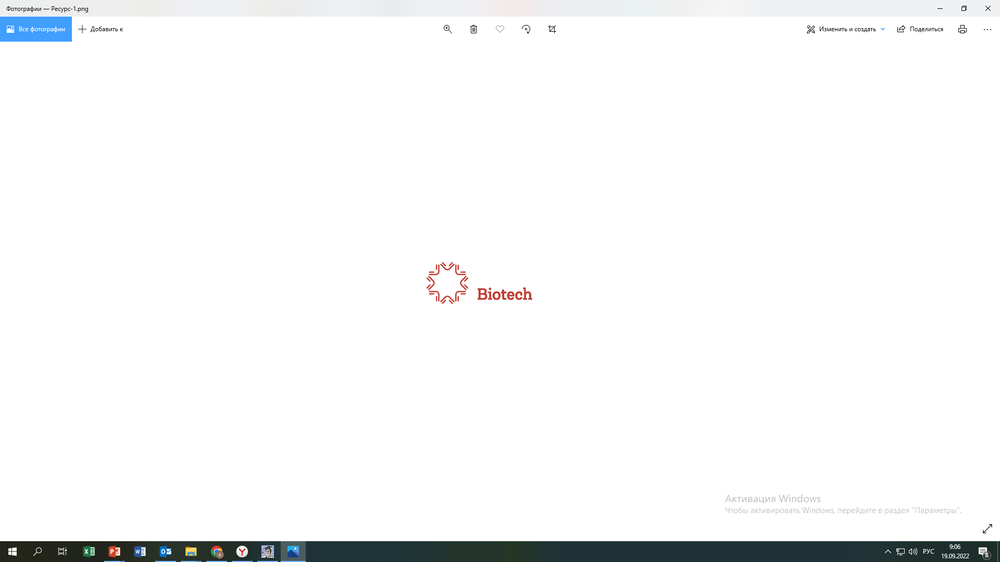 Фотографии — Ресурс-1.png
Все фотографии
Добавить к
Изменить и создать
Поделиться
Biotech
Активация Windows
Чтобы активировать Windows, перейдите в раздел "Параметры".
РУС
9:06
19.09.2022
8